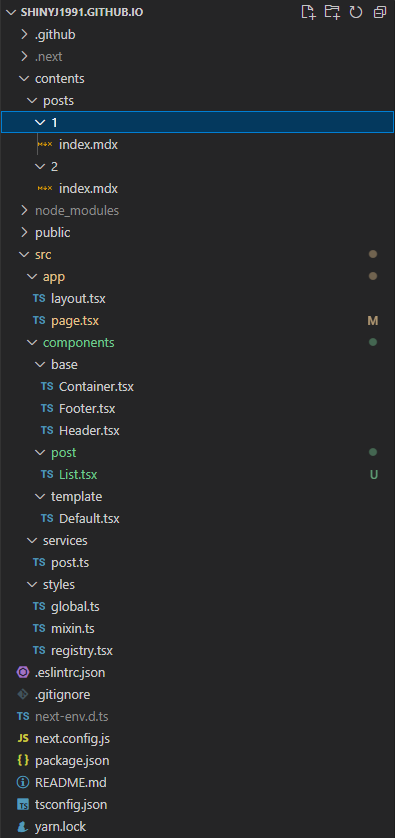 SHINYJ1991.GITHUB.IO
.github
.next
contents
posts
1
index.mdx
2
index.mdx
node_modules
public
src
app
layout.tsx
TS page.tsx M
components
base
TS Container.tsx
TS Footer.tsx
TS Header.tsx
post
TS List.tsx U
template
TS Default.tsx
services
TS post.ts
styles
TS global.ts
TS mixin.ts
TS registry.tsx
.eslintrc.json
.gitignore
TS next-env.d.ts
JS next.config.js
{} package.json
README.md
TS tsconfig.json
yarn.lock